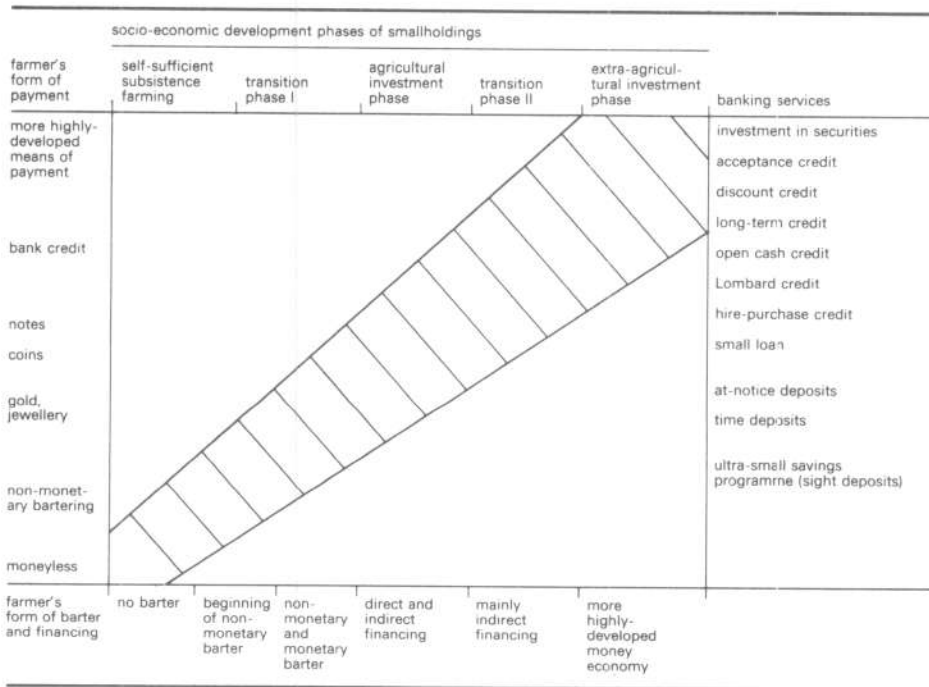 socio-economic development phases of smallholdings
farmer's
form of
payment
self-sufficient
subsistence
farming
transition
phase I
agricultural
investment
phase
transition
phase II
extra-agricul-
tural investment
phase
banking services
more highly-
developed
means of
payment
bank credit
notes
coins
gold,
jewellery
non-monet-
ary bartering
moneyless
investment in securities
acceptance credit
discount credit
long-term credit
open cash credit
Lombard credit
hire-purchase credit
small loan
at-notice deposits
time deposits
ultra-small savings
programme (sight deposits)
farmer's
form of barter
and financing
no barter
beginning
of non-
monetary
barter
non-
monetary
and
monetary
barter
direct and
indirect
financing
mainly
indirect
financing
more
highly-
developed
money
economy